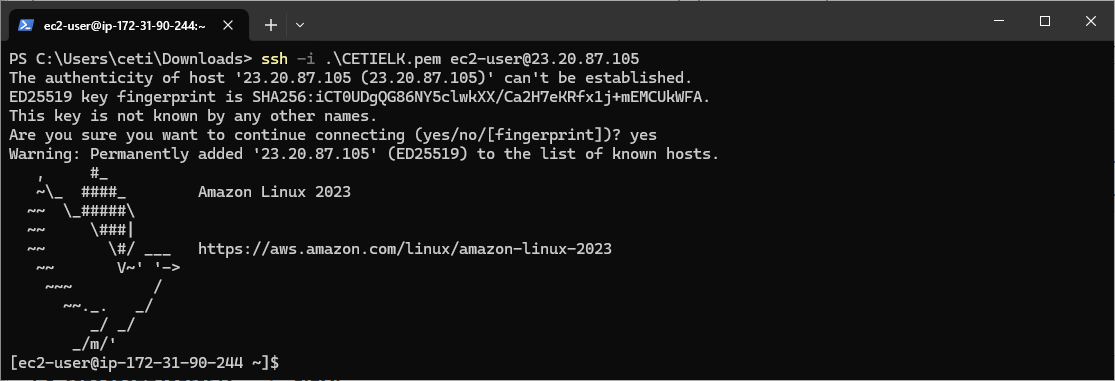 ec2-user@ip-172-31-90-244:~
PS C:\Users\ceti\Downloads> ssh -i .\CETIELK.pem ec2-user@23.20.87.105
The authenticity of host '23.20.87.105 (23.20.87.105)' can't be established.
ED25519 key fingerprint is SHA256:iCT0UDgQG86NY5clwkXX/Ca2H7eKRfx1j+mEMCUkWFA.
This key is not known by any other names.
Are you sure you want to continue connecting (yes/no/[fingerprint])? yes
Warning: Permanently added '23.20.87.105' (ED25519) to the list of known hosts.
   ,     #_
   ~\_  ####_        Amazon Linux 2023
  ~~  \_#####\
  ~~     \###|
  ~~       \#/ ___   https://aws.amazon.com/linux/amazon-linux-2023
   ~~       V~' '->
    ~~~         /
      ~~._.   _/
         _/ _/
       _/m/'
[ec2-user@ip-172-31-90-244 ~]$